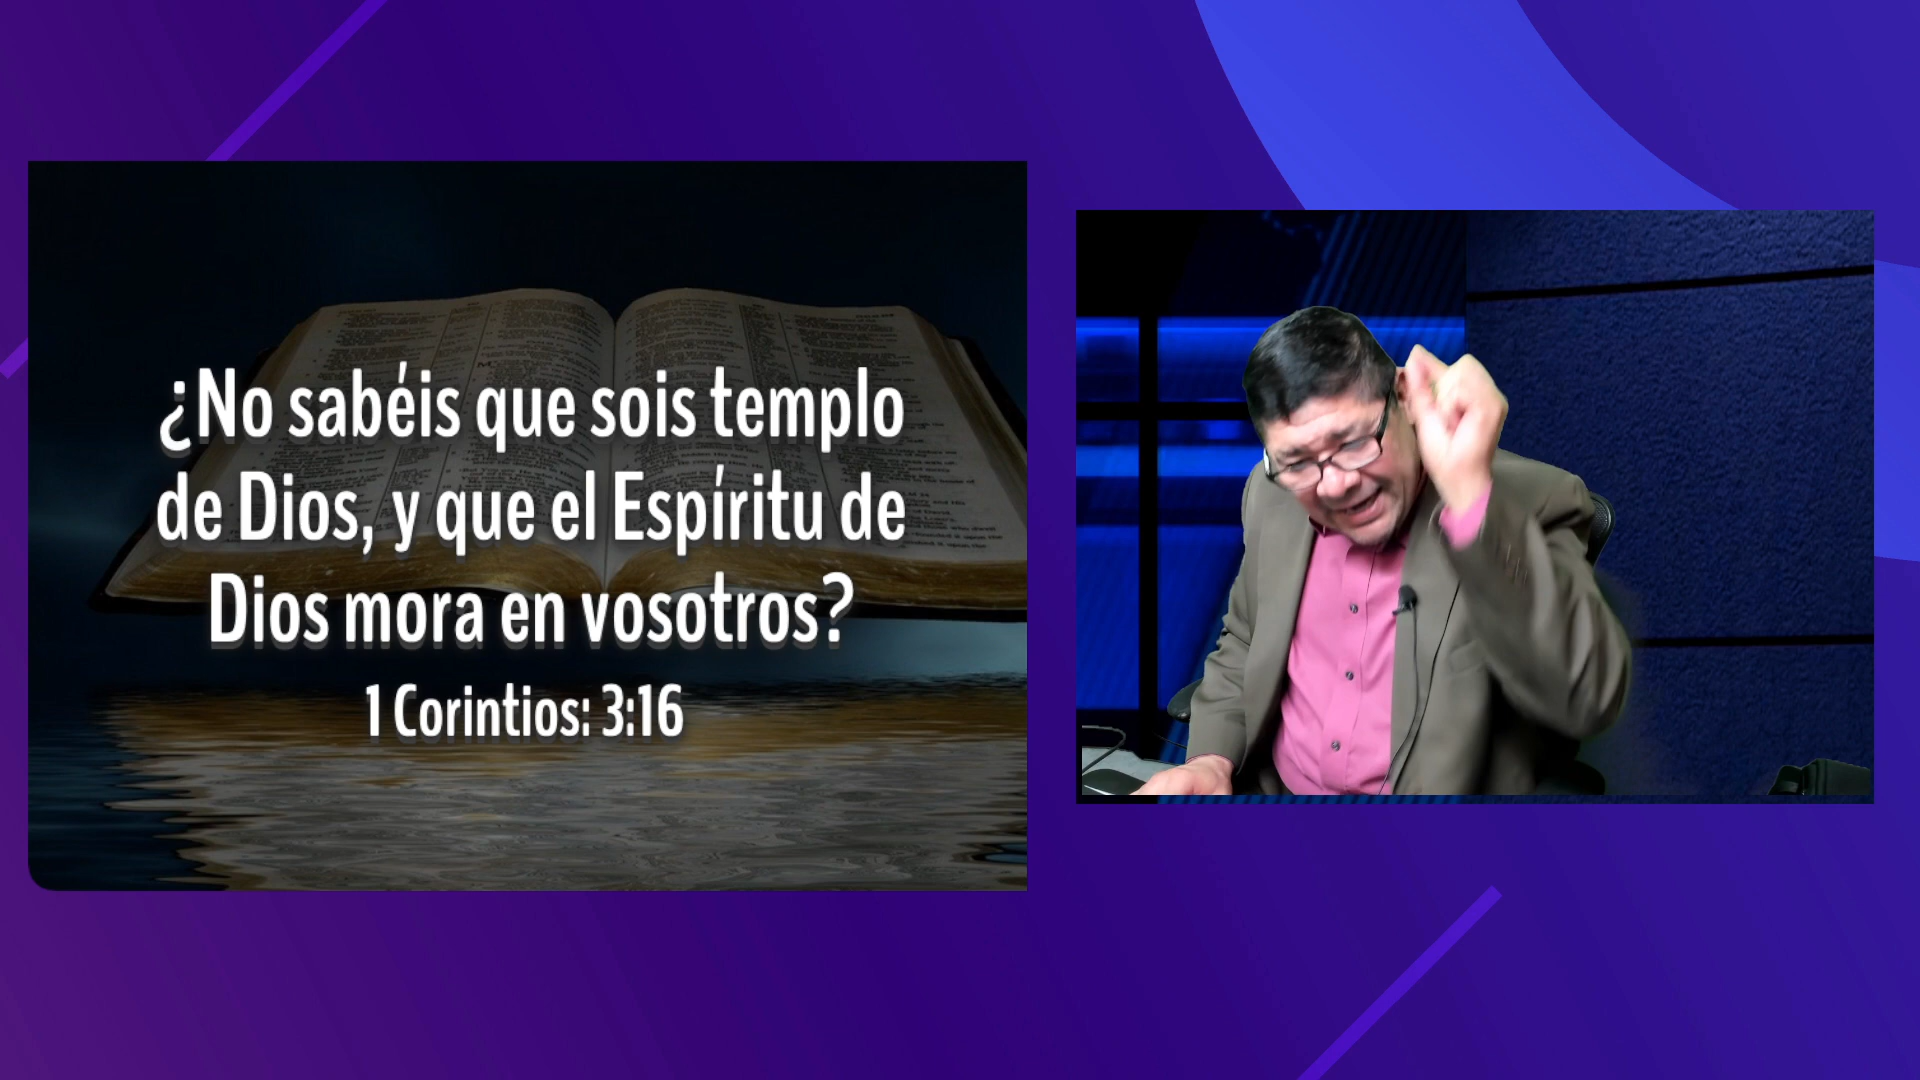 ¿No sabéis que sois templo
de Dios, y que el Espíritu de
Dios mora en vosotros?
1 Corintios: 3:16